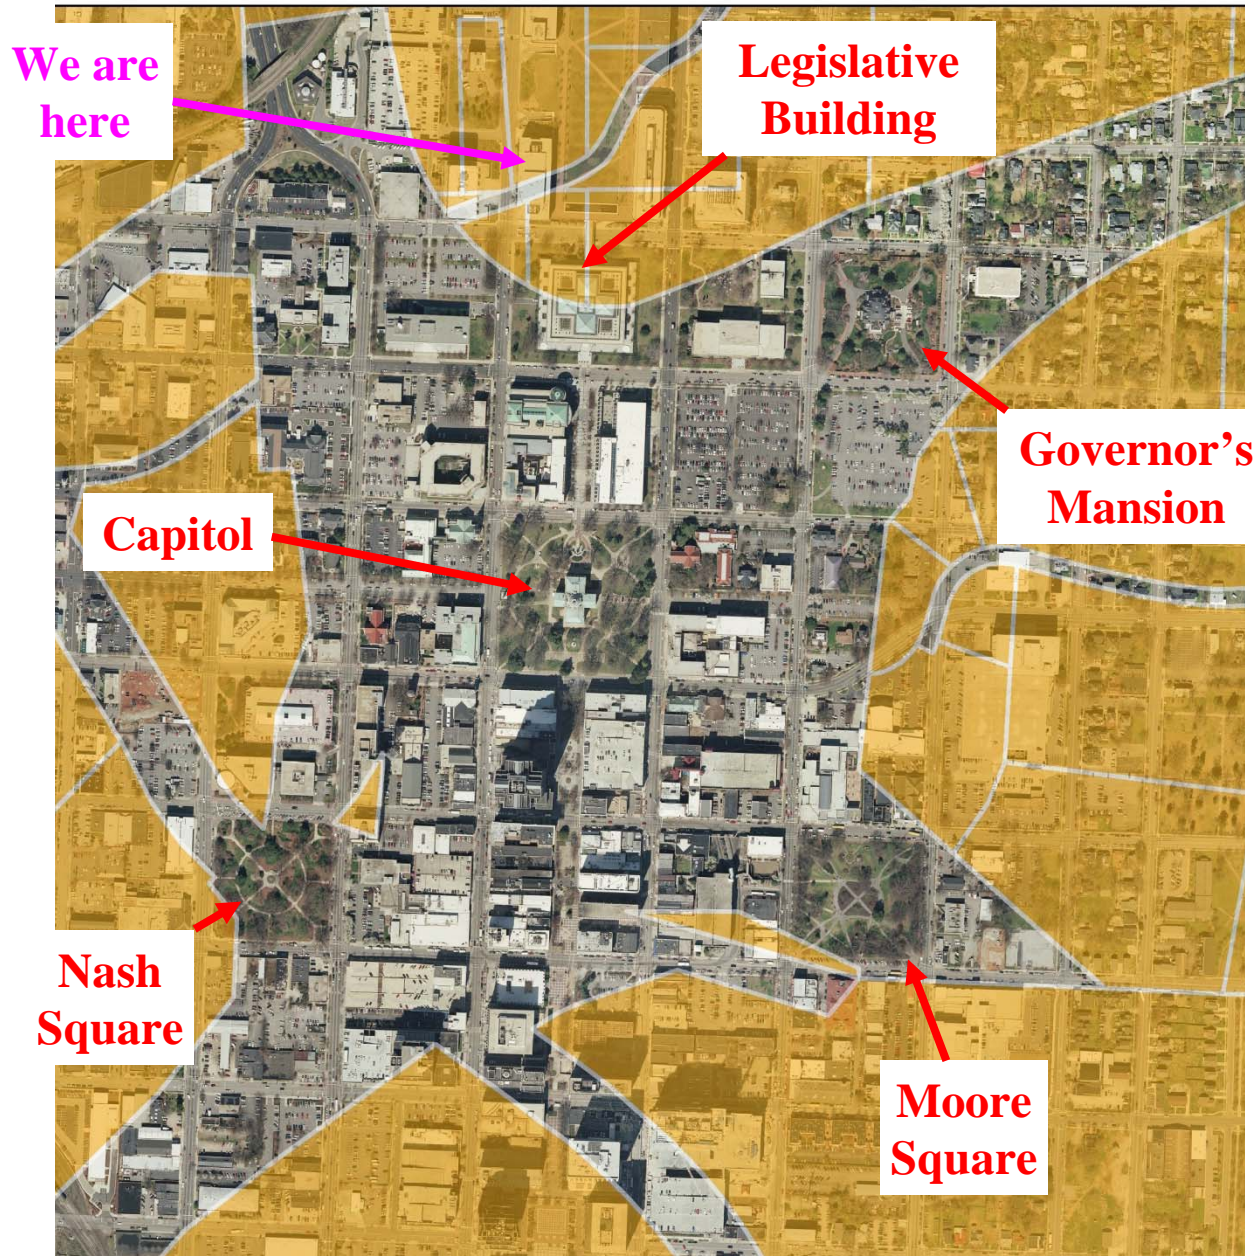 We are
here
Legislative
Building
Governor's
Mansion
Capitol
Nash
Square
Moore
Square